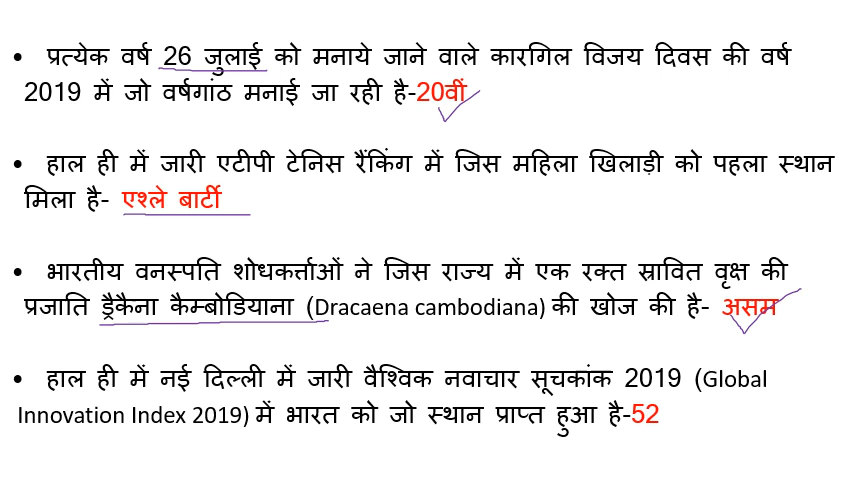 • प्रत्येक वर्ष 26 जुलाई को मनाये जाने वाले कारगिल विजय दिवस की वर्ष
2019 में जो वर्षगांठ मनाई जा रही है-20वीं
• हाल ही में जारी एटीपी टेनिस रैंकिंग में जिस महिला खिलाड़ी को पहला स्थान
मिला है- एश्ले बार्टी
• भारतीय वनस्पति शोधकर्त्ताओं ने जिस राज्य में एक रक्त स्रावित वृक्ष की
प्रजाति ड्रैकैना कैम्बोडियाना (Dracaena cambodiana) की खोज की है- असम
• हाल ही में नई दिल्ली में जारी वैश्विक नवाचार सूचकांक 2019 (Global
Innovation Index 2019) में भारत को जो स्थान प्राप्त हुआ है-52